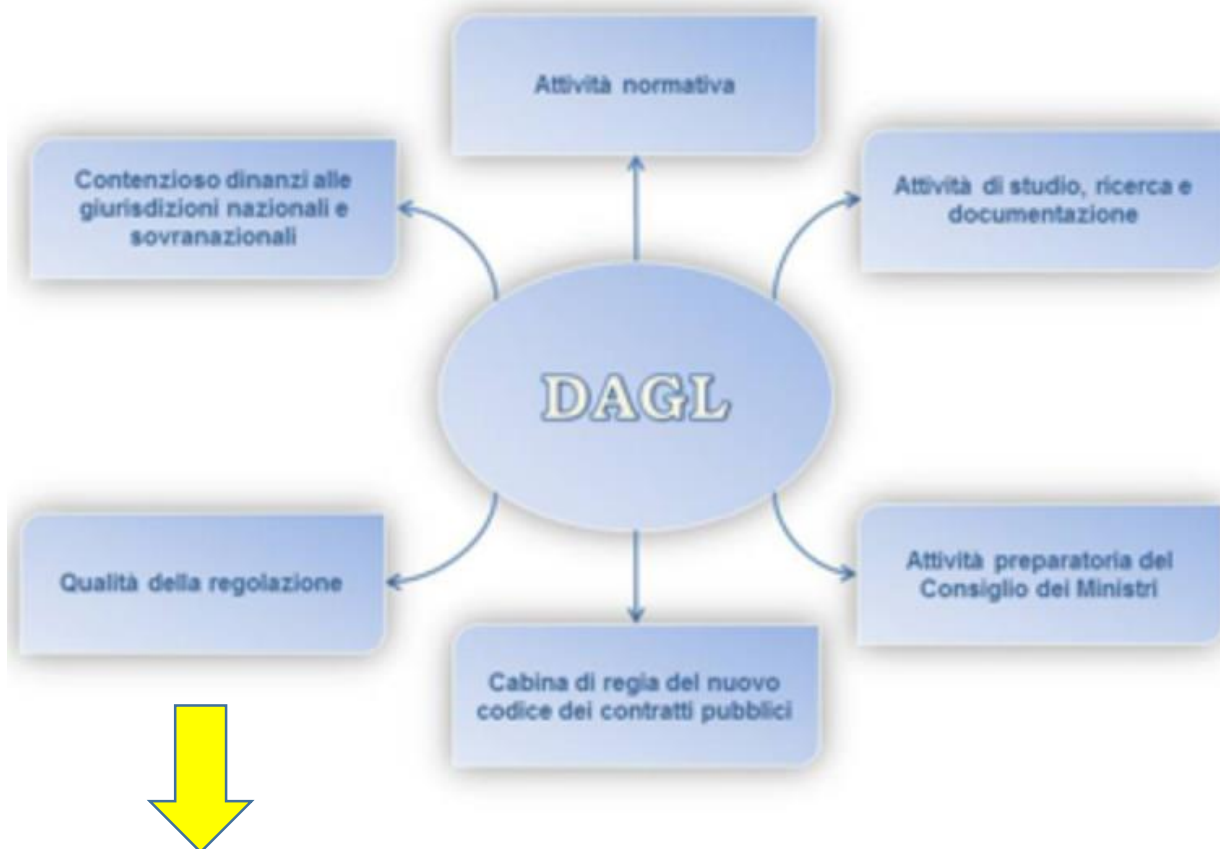 Attività normativa
Contenzioso dinanzi alle
giurisdizioni nazionali e
sovranazionali
Attività di studio, ricerca e
documentazione
DAGL
Qualità della regolazione
Attività preparatoria del
Consiglio dei Ministri
Cabina di regia del nuovo
codice dei contratti pubblici